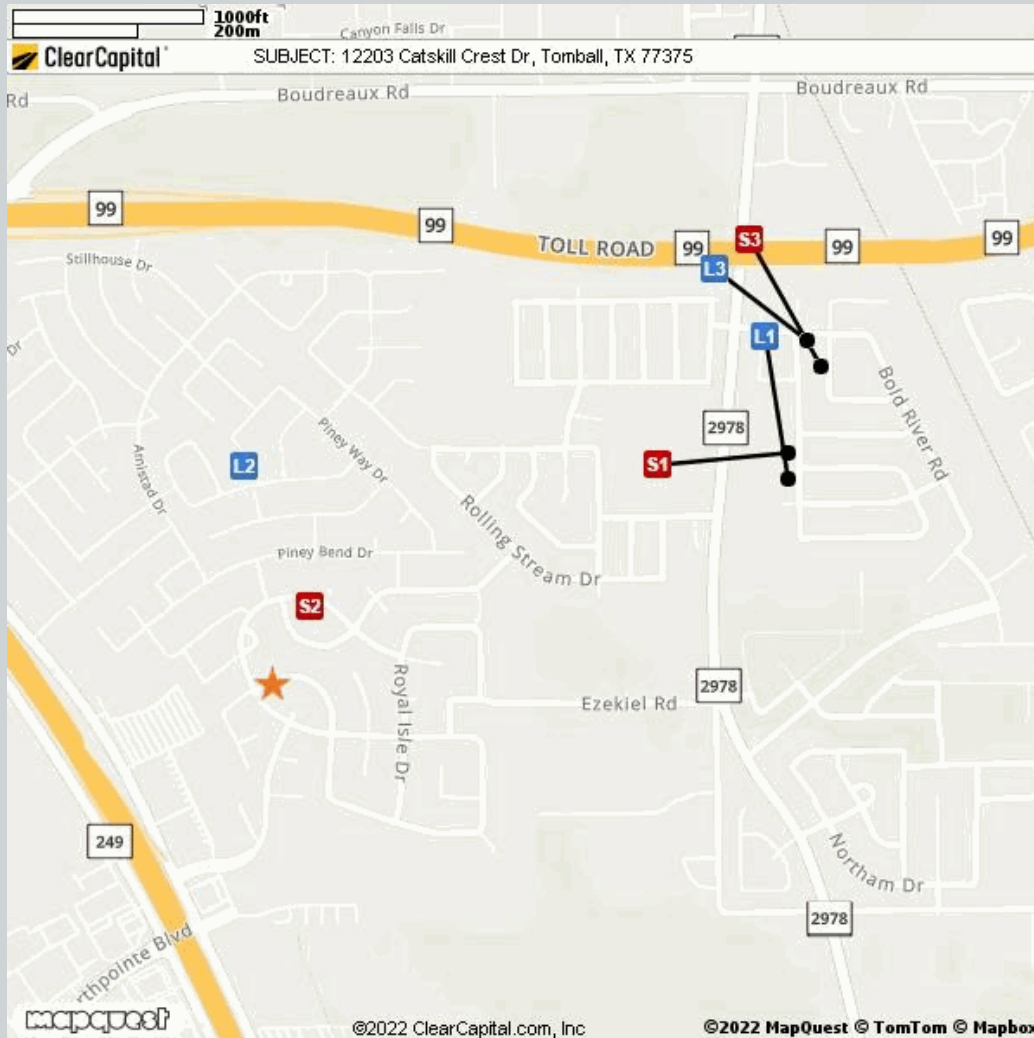 1000ft
200m
Canyon Falls Dr
ClearCapital
SUBJECT: 12203 Catskill Crest Dr, Tomball, TX 77375
Rd
Boudreaux Rd
Boudreaux Rd
99
99
TOLL ROAD
99
S3
99
99
Stillhouse Dr
L3
L1
Dr
Bold River Rd
2978
Piney Way Dr
L2
S1
Amistad Dr
Rolling Stream Dr
Piney Bend Dr
S2
Royal Isle Dr
Ezekiel Rd
2978
249
Northam Dr
2978
rthpointe Blvd
mapquest
©2022 ClearCapital.com, Inc
©2022 MapQuest © TomTom © Mapbox